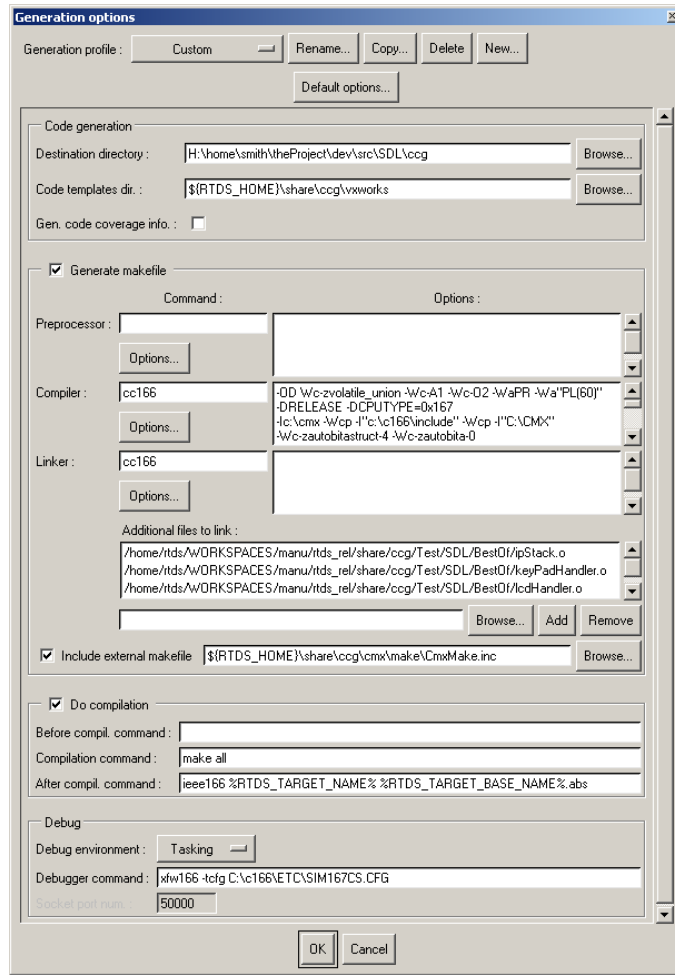 Generation options
Generation profile : Custom Rename... Copy... Delete New...
Default options...
Code generation
Destination directory : H:\home\smith\theProject\dev\src\SDL\ccg Browse...
Code templates dir. : ${RTDS_HOME}\share\ccg\vxworks Browse...
Gen. code coverage info. :
Generate makefile
Command : Options :
Preprocessor :
Options...
Compiler : cc166 -OD Wc-zvolatile_union -Wc-A1 -Wc-O2 -WaPR -Wa"PL(60)"
-DRELEASE -DCPUTYPE=0x167
Options... -Ic:\cmx -Wcp -I"c:\c166\include" -Wcp -I"C:\CMX"
-Wc-zautobitastruct-4 -Wc-zautobita-0
Linker : cc166
Options...
Additional files to link :
/home/rtds/WORKSPACES/manu/rtds_rel/share/ccg/Test/SDL/BestOf/ipStack.o
/home/rtds/WORKSPACES/manu/rtds_rel/share/ccg/Test/SDL/BestOf/keyPadHandler.o
/home/rtds/WORKSPACES/manu/rtds_rel/share/ccg/Test/SDL/BestOf/lcdHandler.o
Browse... Add Remove
Include external makefile ${RTDS_HOME}\share\ccg\cmx\make\CmxMake.inc Browse...
Do compilation
Before compil. command :
Compilation command : make all
After compil. command : ieee166 %RTDS_TARGET_NAME% %RTDS_TARGET_BASE_NAME%.abs
Debug
Debug environment : Tasking
Debugger command : xfw166 -tcfg C:\c166\ETC\SIM167CS.CFG
Socket port num. : 50000
OK Cancel